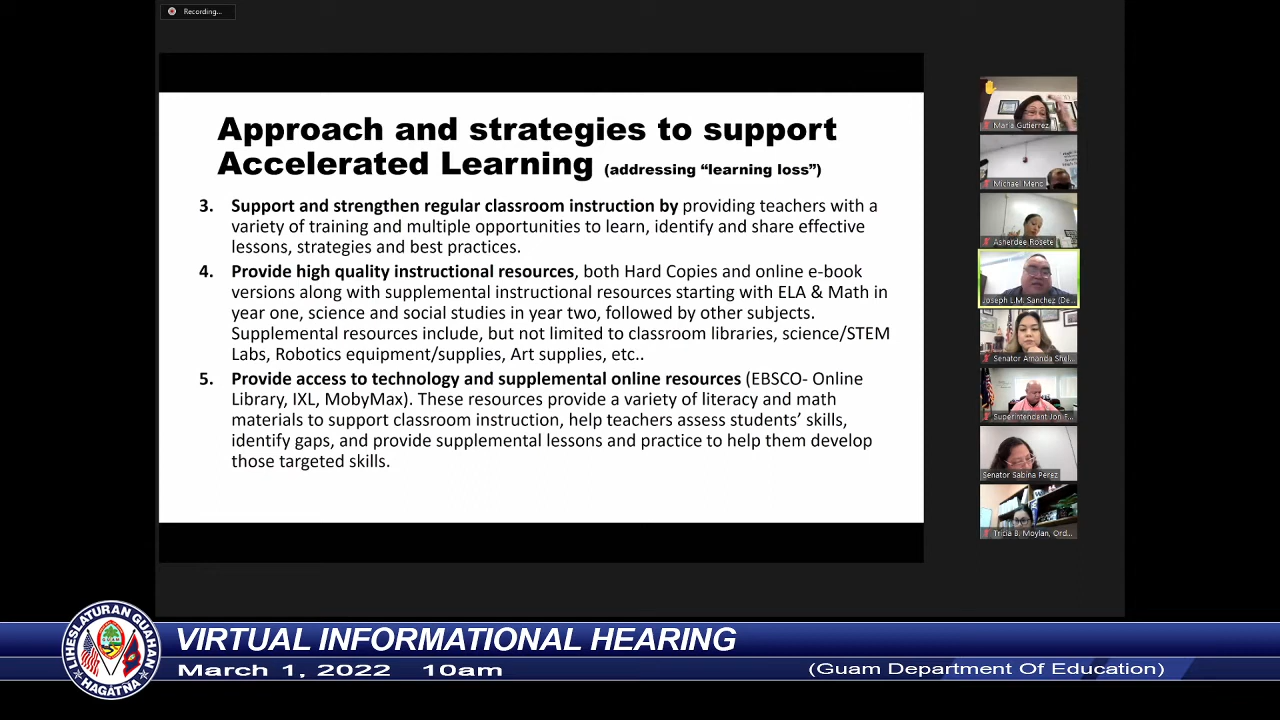 Recording...
Approach and strategies to support
Accelerated Learning (addressing “learning loss”)
3. Support and strengthen regular classroom instruction by providing teachers with a
variety of training and multiple opportunities to learn, identify and share effective
lessons, strategies and best practices.
4. Provide high quality instructional resources, both Hard Copies and online e-book
versions along with supplemental instructional resources starting with ELA & Math in
year one, science and social studies in year two, followed by other subjects.
Supplemental resources include, but not limited to classroom libraries, science/STEM
Labs, Robotics equipment/supplies, Art supplies, etc..
5. Provide access to technology and supplemental online resources (EBSCO- Online
Library, IXL, MobyMax). These resources provide a variety of literacy and math
materials to support classroom instruction, help teachers assess students’ skills,
identify gaps, and provide supplemental lessons and practice to help them develop
those targeted skills.
Maria Gutierrez
Michael Meno
Asherdee Rosete
Joseph L.M. Sanchez (De...
Senator Amanda Shel...
Superintendent Jon F...
Senator Sabina Perez
Tricia B. Moylan, Ord...
I LIHESLATURAN GUÅHAN
GUAM
HAGÅTÑA
VIRTUAL INFORMATIONAL HEARING
March 1, 2022 10am
(Guam Department Of Education)